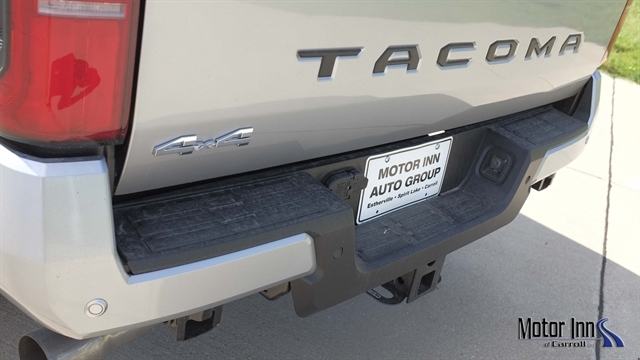 TACOMA
4x4
MOTOR INN
AUTO GROUP
Estherville • Spirit Lake • Carroll
Motor Inn
of Carroll